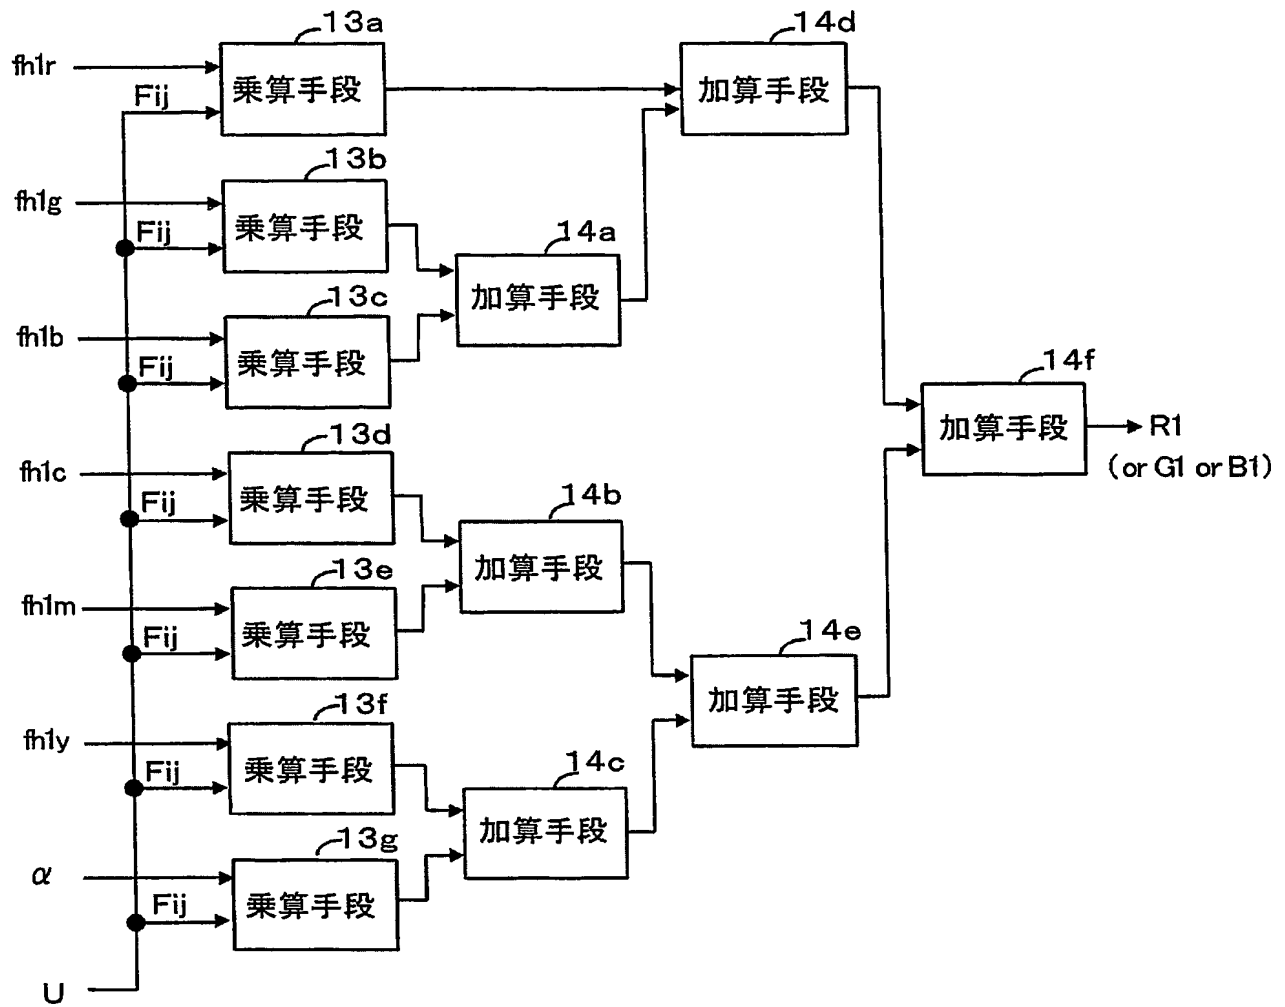 13a
14d
fh1r
乗算手段
加算手段
Fij
13b
fh1g
乗算手段
Fij
14a
加算手段
13c
fh1b
乗算手段
Fij
14f
加算手段
R1
(or G1 or B1)
13d
fh1c
乗算手段
Fij
14b
加算手段
13e
fh1m
乗算手段
Fij
14e
加算手段
13f
fh1y
乗算手段
Fij
14c
加算手段
13g
α
乗算手段
Fij
U